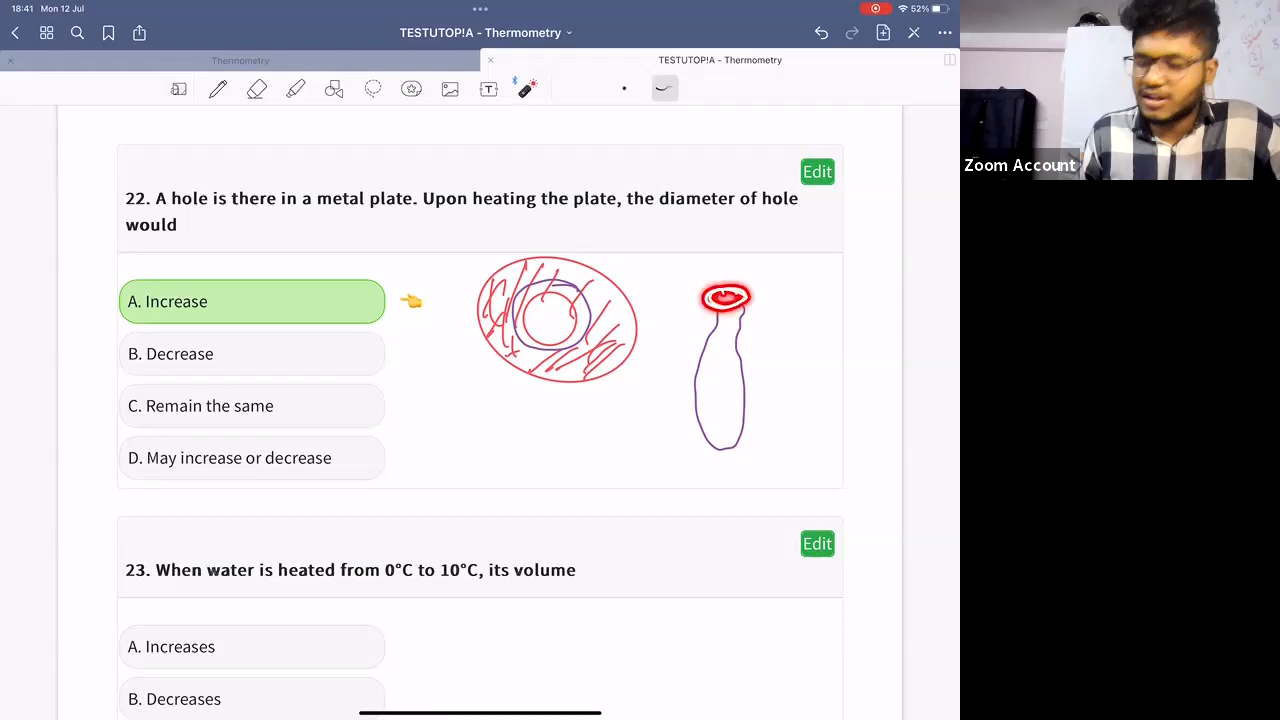 18:41 Mon 12 Jul
52%
TESTUTOP!A - Thermometry
Thermometry
TESTUTOP!A - Thermometry
T
Zoom Account
Edit
22. A hole is there in a metal plate. Upon heating the plate, the diameter of hole
would
A. Increase
B. Decrease
C. Remain the same
D. May increase or decrease
Edit
23. When water is heated from 0°C to 10°C, its volume
A. Increases
B. Decreases